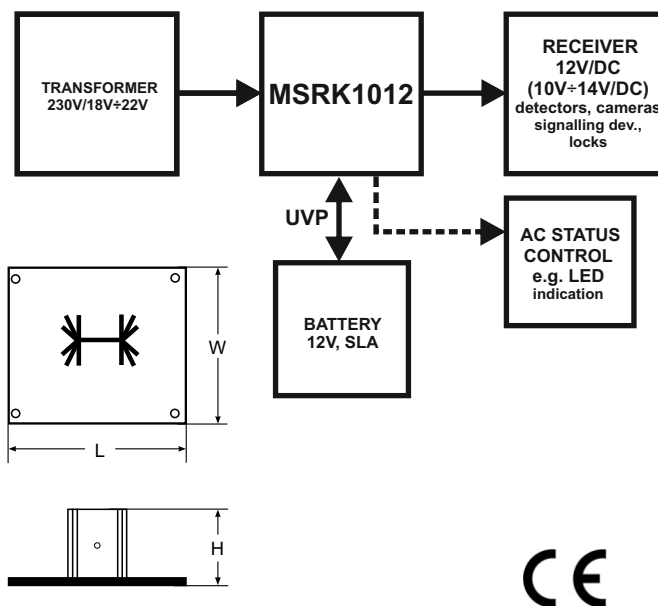 TRANSFORMER
230V/18V÷22V
MSRK1012
RECEIVER
12V/DC
(10V÷14V/DC)
detectors, cameras
signalling dev.,
locks
UVP
BATTERY
12V, SLA
AC STATUS
CONTROL
e.g. LED
indication
W
L
H
CE